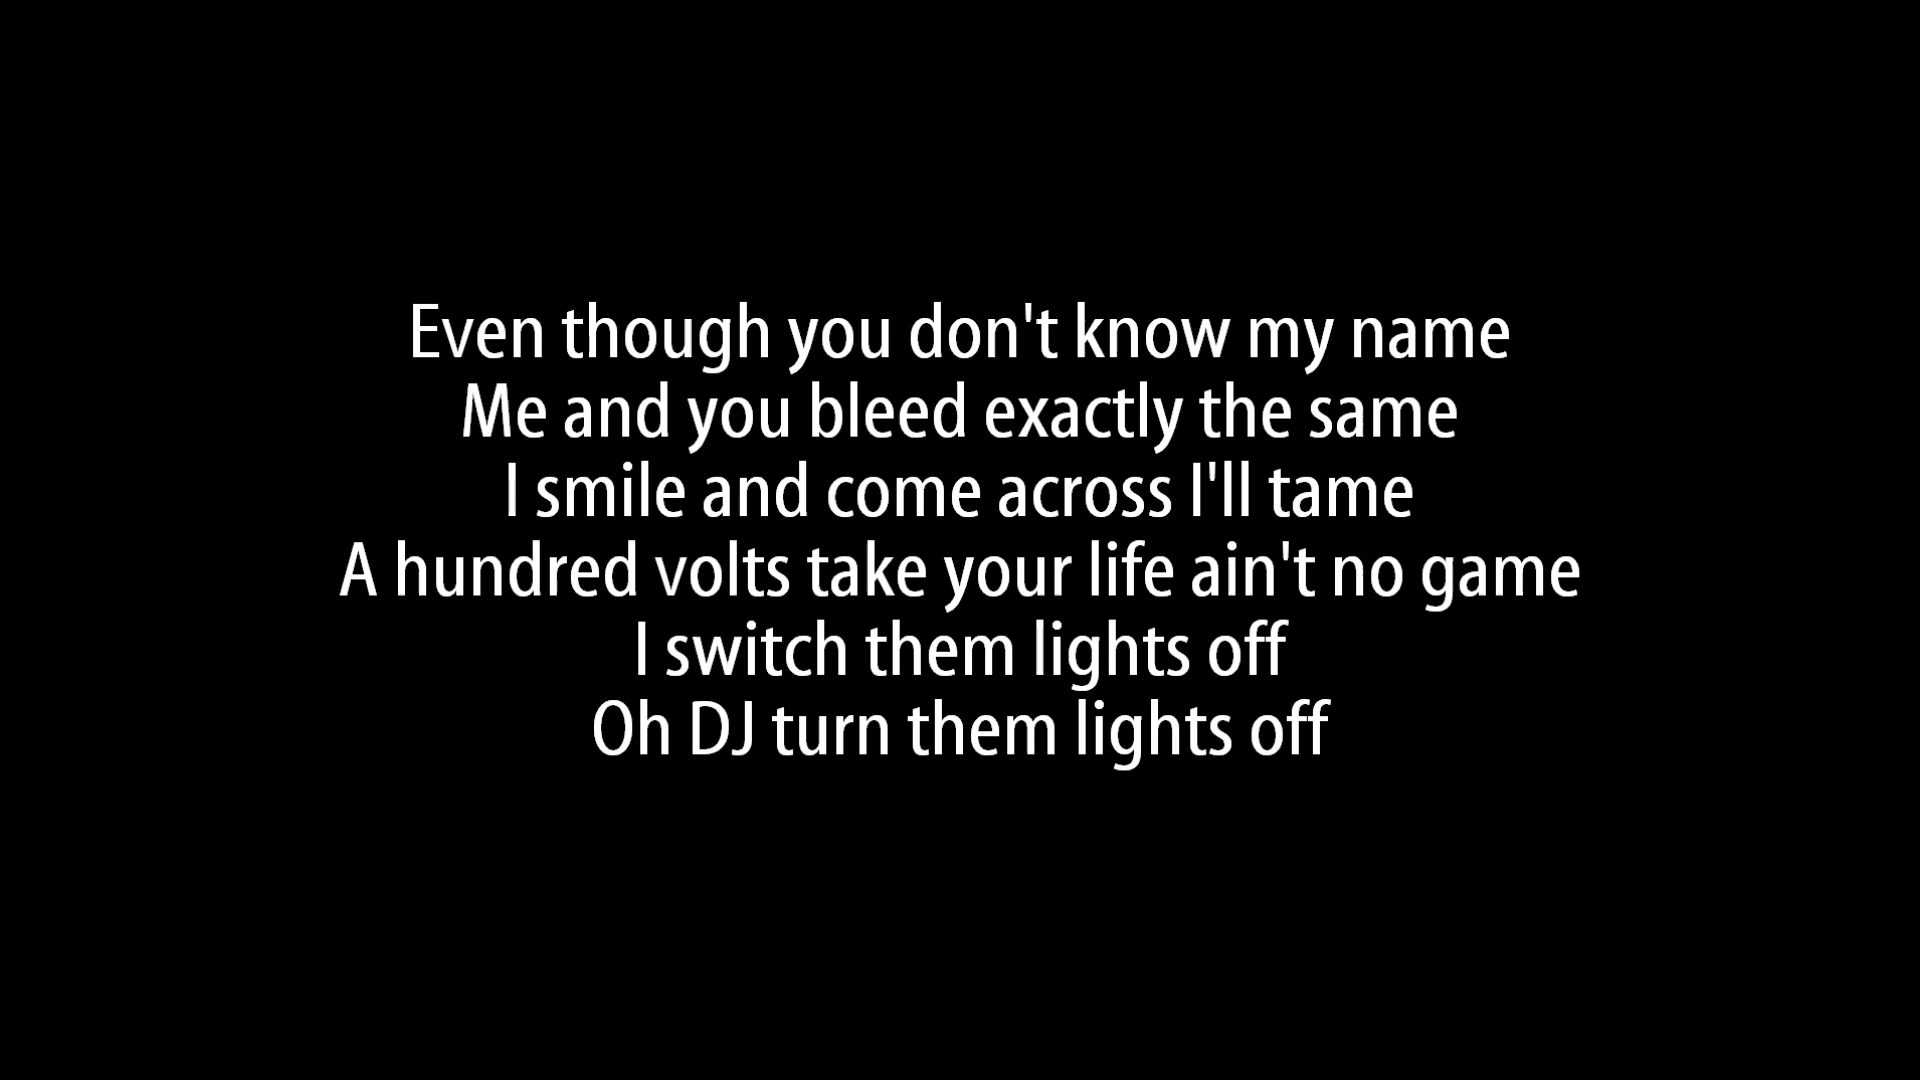 Even though you don't know my name
Me and you bleed exactly the same
I smile and come across I'll tame
A hundred volts take your life ain't no game
I switch them lights off
Oh DJ turn them lights off